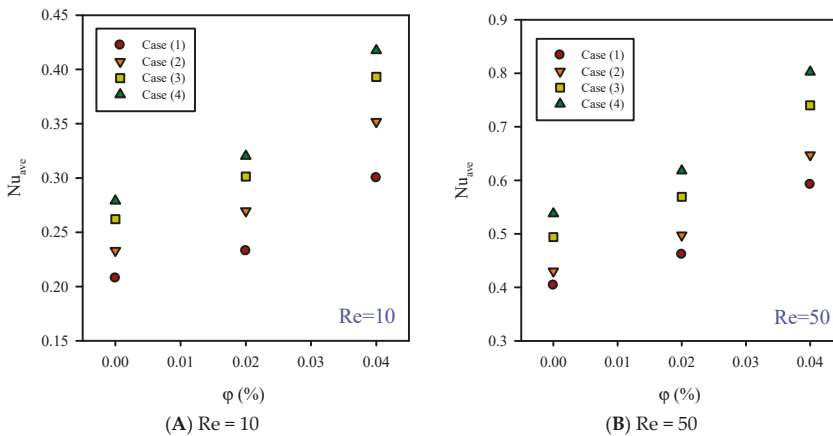 0.45
0.40
0.35
0.30
0.25
0.20
0.15
Nu_ave
Case (1)
Case (2)
Case (3)
Case (4)
Re=10
0.00 0.01 0.02 0.03 0.04
φ (%)
(A) Re = 10
0.9
0.8
0.7
0.6
0.5
0.4
0.3
Nu_ave
Case (1)
Case (2)
Case (3)
Case (4)
Re=50
0.00 0.01 0.02 0.03 0.04
φ (%)
(B) Re = 50